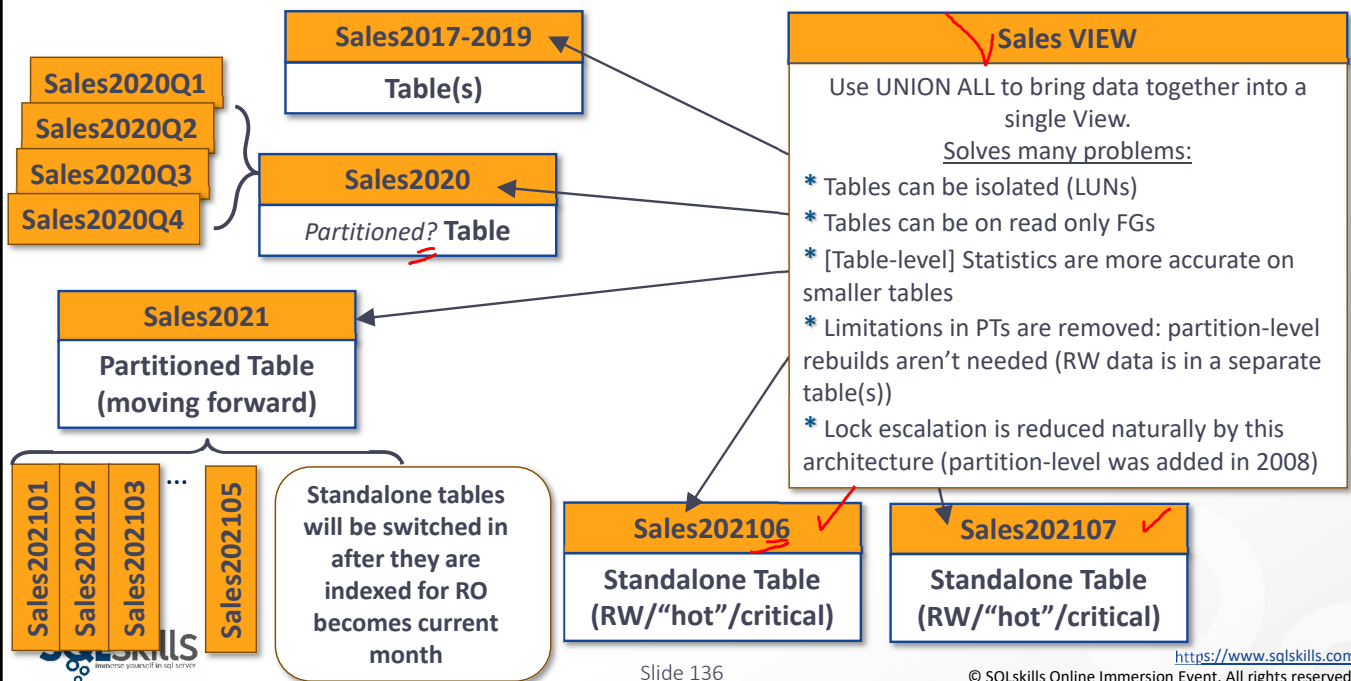 Sales2017-2019
Table(s)
Sales2020Q1
Sales2020Q2
Sales2020Q3
Sales2020Q4
Sales2020
Partitioned? Table
Sales2021
Partitioned Table
(moving forward)
Sales202101
Sales202102
Sales202103
...
Sales202105
Standalone tables
will be switched in
after they are
indexed for RO
becomes current
month
Sales VIEW
Use UNION ALL to bring data together into a
single View.
Solves many problems:
* Tables can be isolated (LUNs)
* Tables can be on read only FGs
* [Table-level] Statistics are more accurate on
smaller tables
* Limitations in PTs are removed: partition-level
rebuilds aren't needed (RW data is in a separate
table(s))
* Lock escalation is reduced naturally by this
architecture (partition-level was added in 2008)
Sales202106
Standalone Table
(RW/"hot"/critical)
Sales202107
Standalone Table
(RW/"hot"/critical)
SQLskills
immerse yourself in sql server
Slide 136
https://www.sqlskills.com
© SQLskills Online Immersion Event. All rights reserved